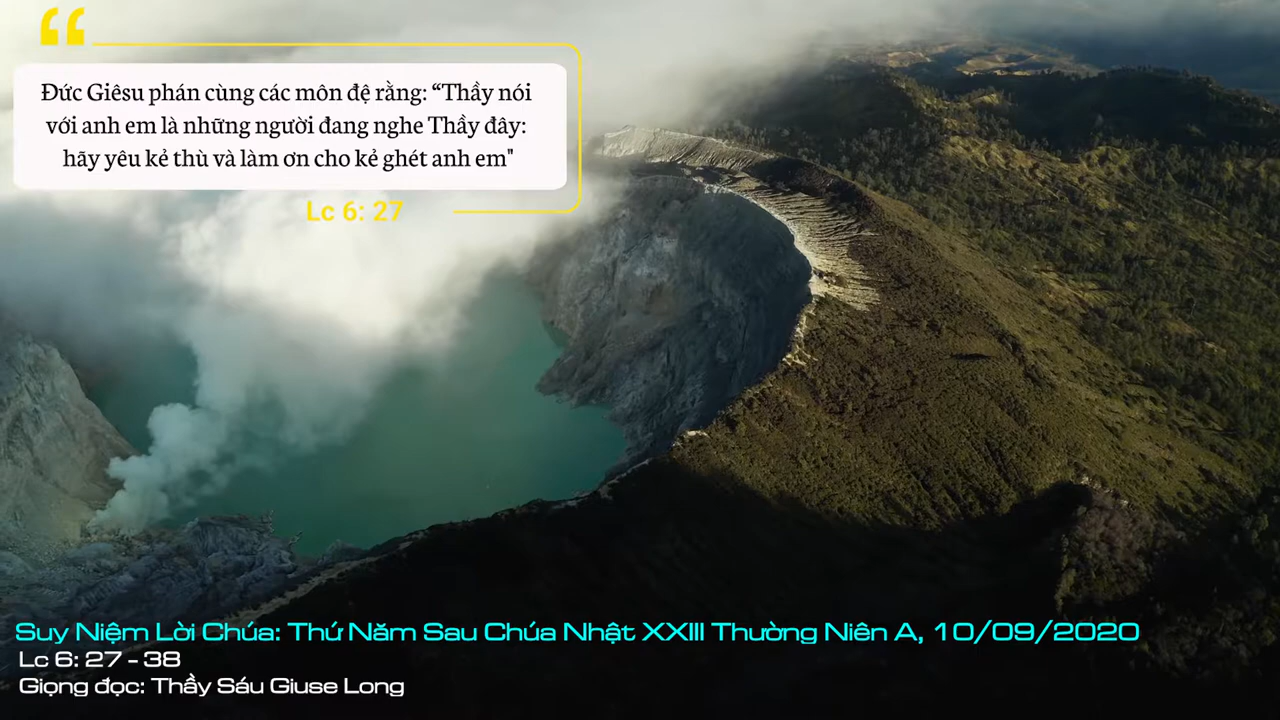 “
Đức Giêsu phán cùng các môn đệ rằng: “Thầy nói
với anh em là những người đang nghe Thầy đây:
hãy yêu kẻ thù và làm ơn cho kẻ ghét anh em"
Lc 6: 27
Suy Niệm Lời Chúa: Thứ Năm Sau Chúa Nhật XXIII Thường Niên A, 10/09/2020
Lc 6: 27 - 38
Giọng đọc: Thầy Sáu Giuse Long